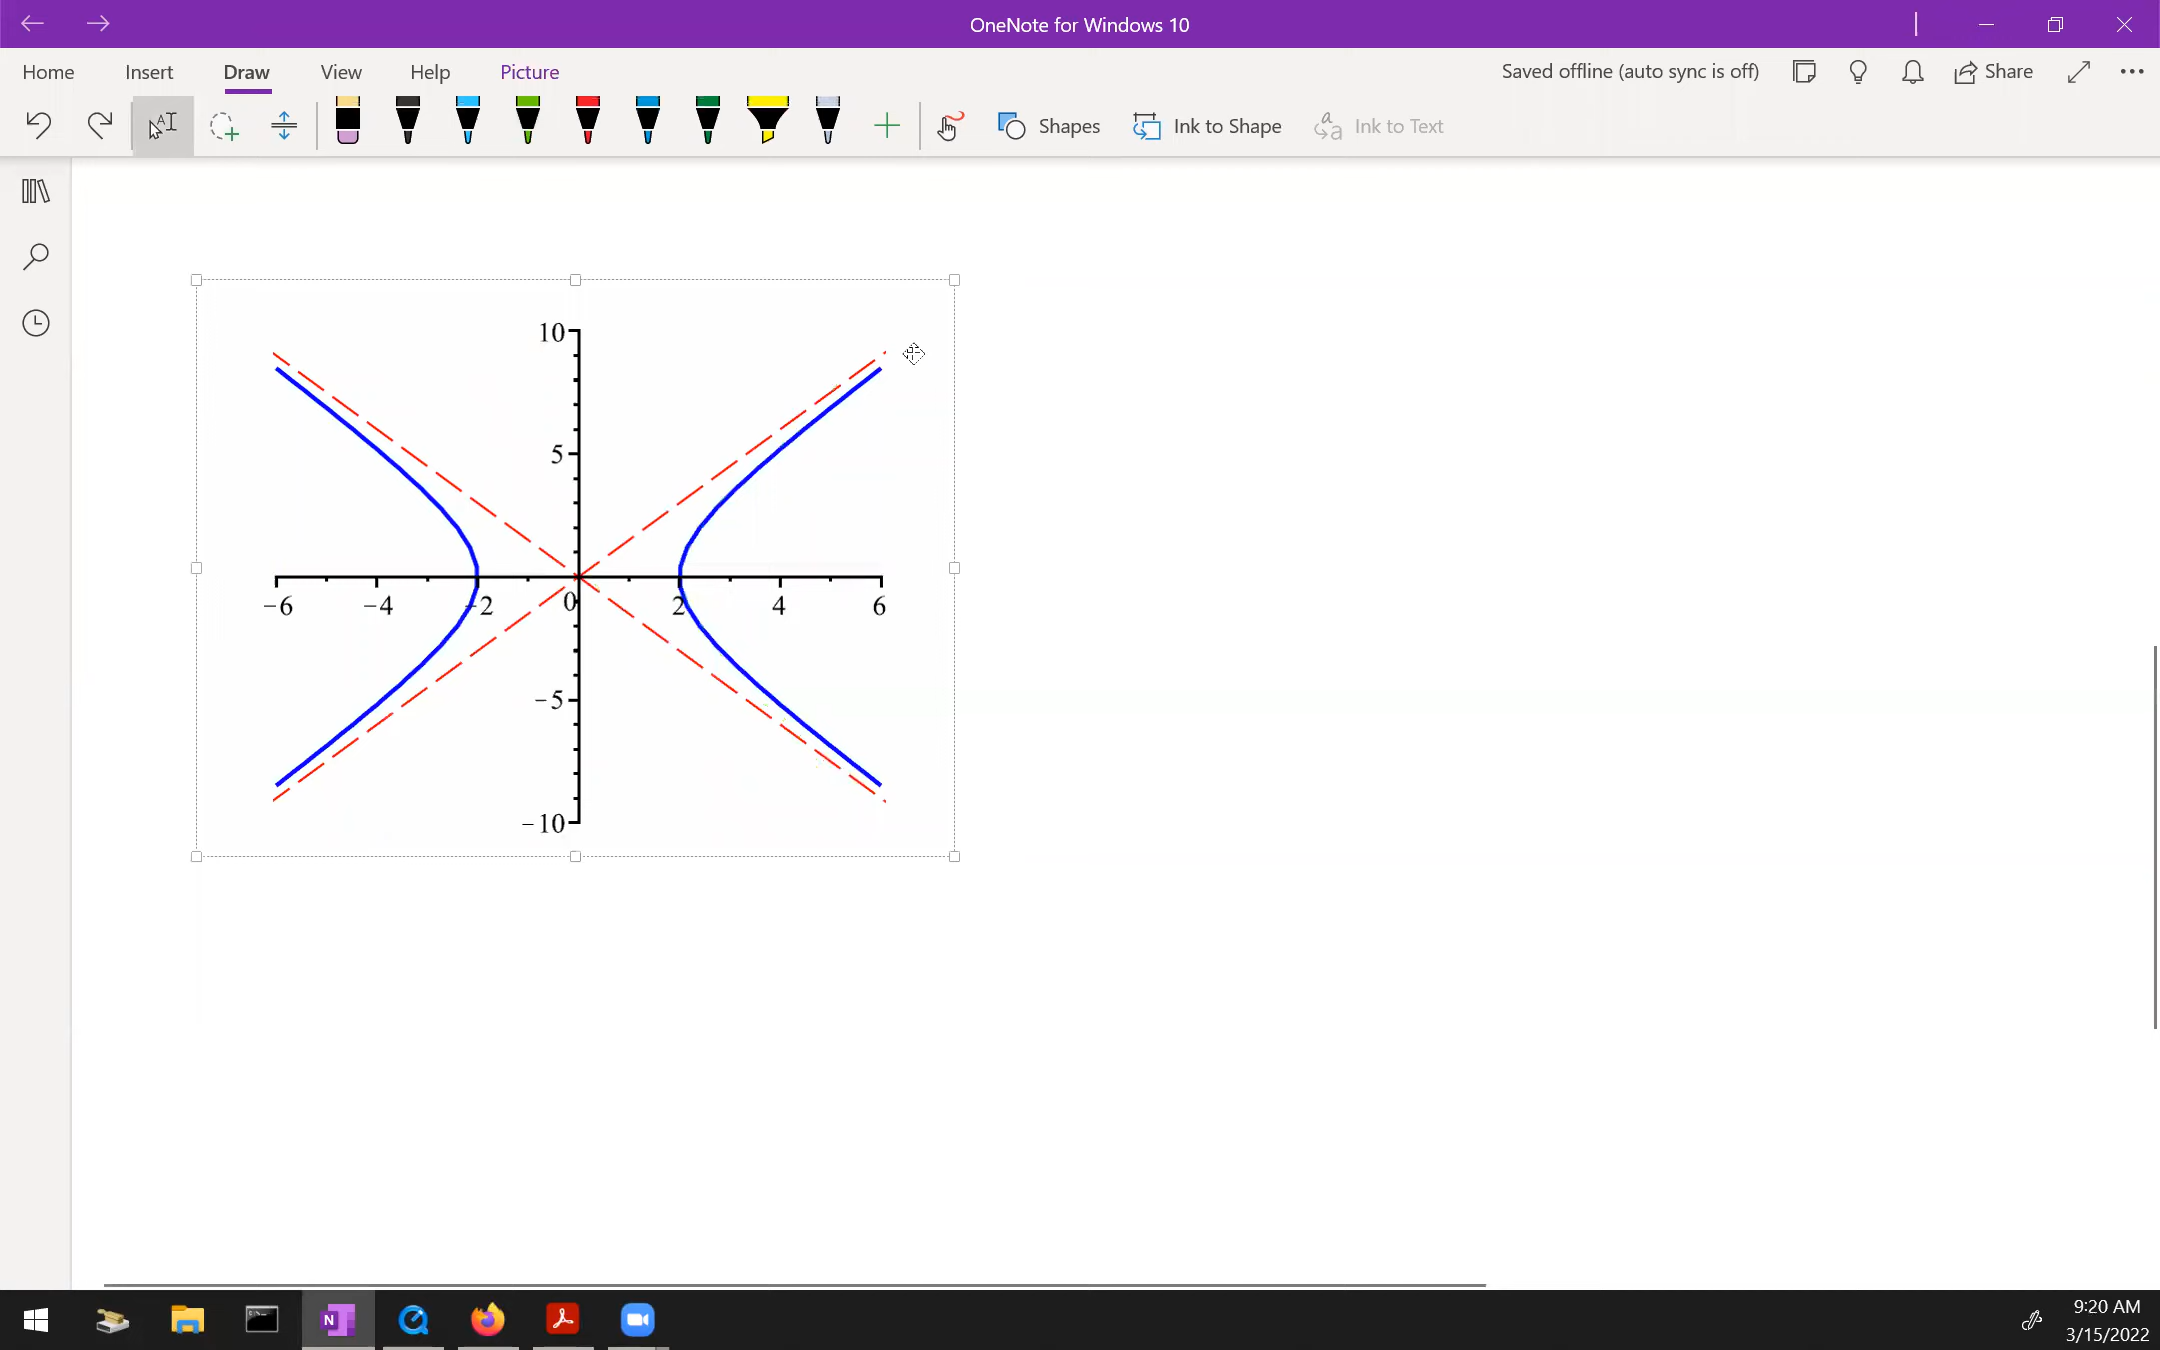 OneNote for Windows 10
Home Insert Draw View Help Picture
Saved offline (auto sync is off) Share
Shapes Ink to Shape Ink to Text
10
5
−6 −4 −2 0 2 4 6
−5
−10
9:20 AM
3/15/2022